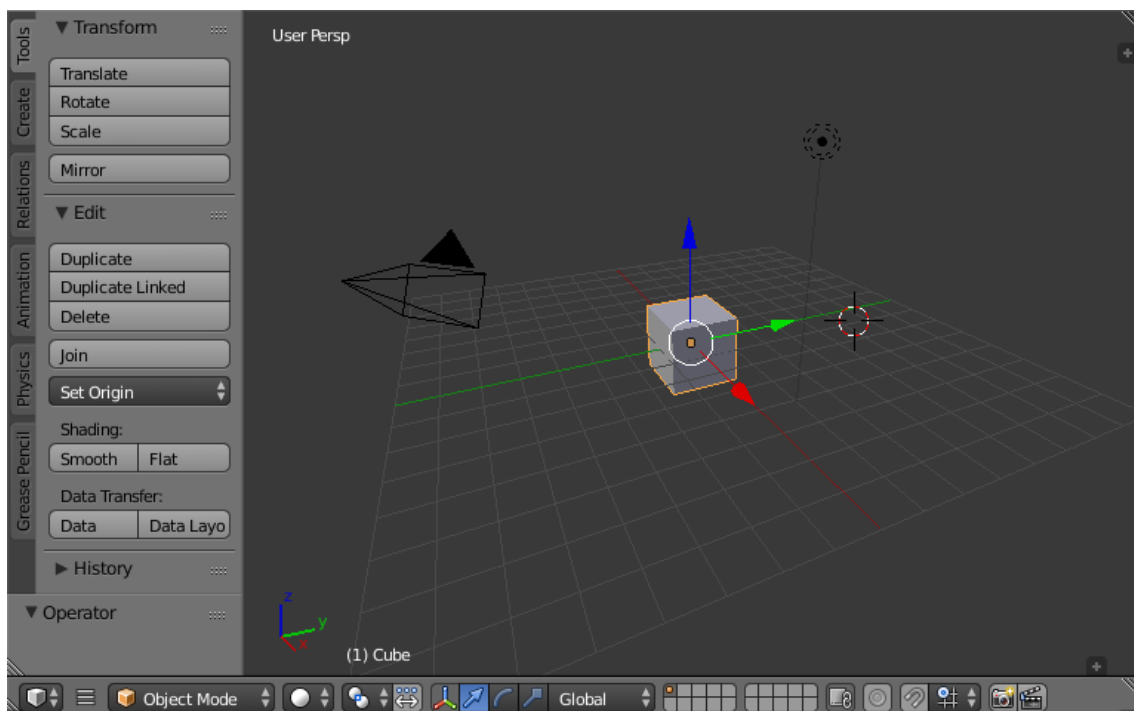 Tools
Create
Relations
Animation
Physics
Grease Pencil
▼ Transform
Translate
Rotate
Scale
Mirror
▼ Edit
Duplicate
Duplicate Linked
Delete
Join
Set Origin
Shading:
Smooth Flat
Data Transfer:
Data Data Layo
▶ History
▼ Operator
User Persp
z
y
x
(1) Cube
Object Mode Global